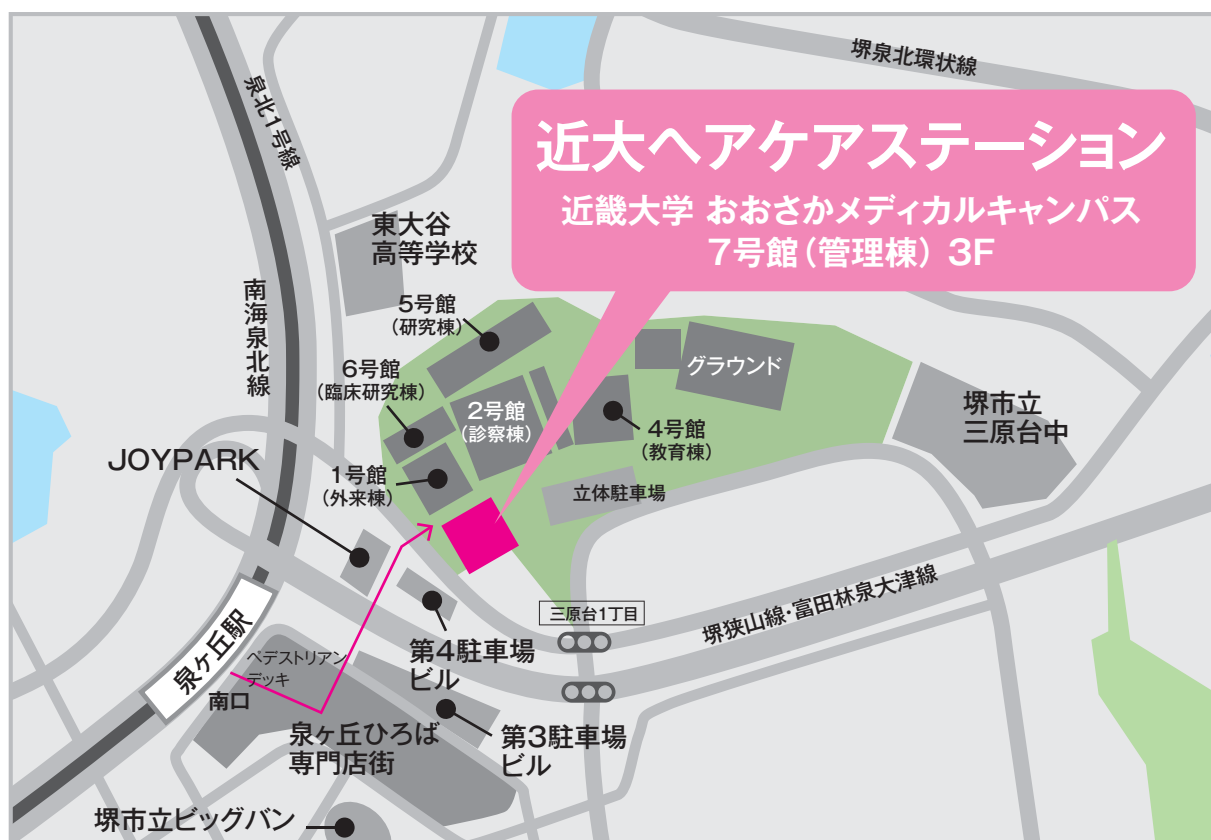 堺泉北環状線
泉北1号線
近大ヘアケアステーション
近畿大学 おおさかメディカルキャンパス
7号館(管理棟) 3F
東大谷
高等学校
南海泉北線
5号館
(研究棟)
6号館
(臨床研究棟)
2号館
(診察棟)
グラウンド
4号館
(教育棟)
堺市立
三原台中
JOYPARK
1号館
(外来棟)
立体駐車場
三原台1丁目
堺狭山線・富田林泉大津線
泉ヶ丘駅
ペデストリアン
デッキ
南口
第4駐車場
ビル
泉ヶ丘ひろば
専門店街
第3駐車場
ビル
堺市立ビッグバン